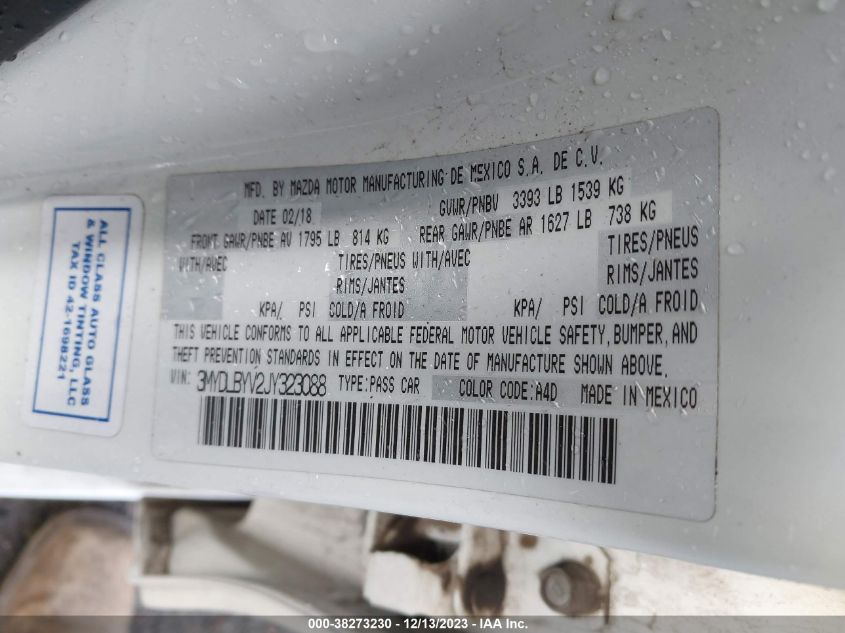 MFD. BY MAZDA MOTOR MANUFACTURING DE MEXICO S.A. DE C.V.
DATE 02/18 GVWR/PNBV 3393 LB 1539 KG
FRONT GAWR/PNBE AV 1795 LB 814 KG REAR GAWR/PNBE AR 1627 LB 738 KG
WITH/AVEC TIRES/PNEUS WITH/AVEC TIRES/PNEUS
RIMS/JANTES RIMS/JANTES
KPA/ PSI COLD/A FROID KPA/ PSI COLD/A FROID
THIS VEHICLE CONFORMS TO ALL APPLICABLE FEDERAL MOTOR VEHICLE SAFETY, BUMPER, AND
THEFT PREVENTION STANDARDS IN EFFECT ON THE DATE OF MANUFACTURE SHOWN ABOVE.
VIN: 3MYDLBYV2JY323088 TYPE:PASS CAR COLOR CODE:A4D MADE IN MEXICO
ALL CLASS AUTO GLASS
& WINDOW TINTING, LLC
TAX ID 42-1698221
000-38273230 - 12/13/2023 - IAA Inc.